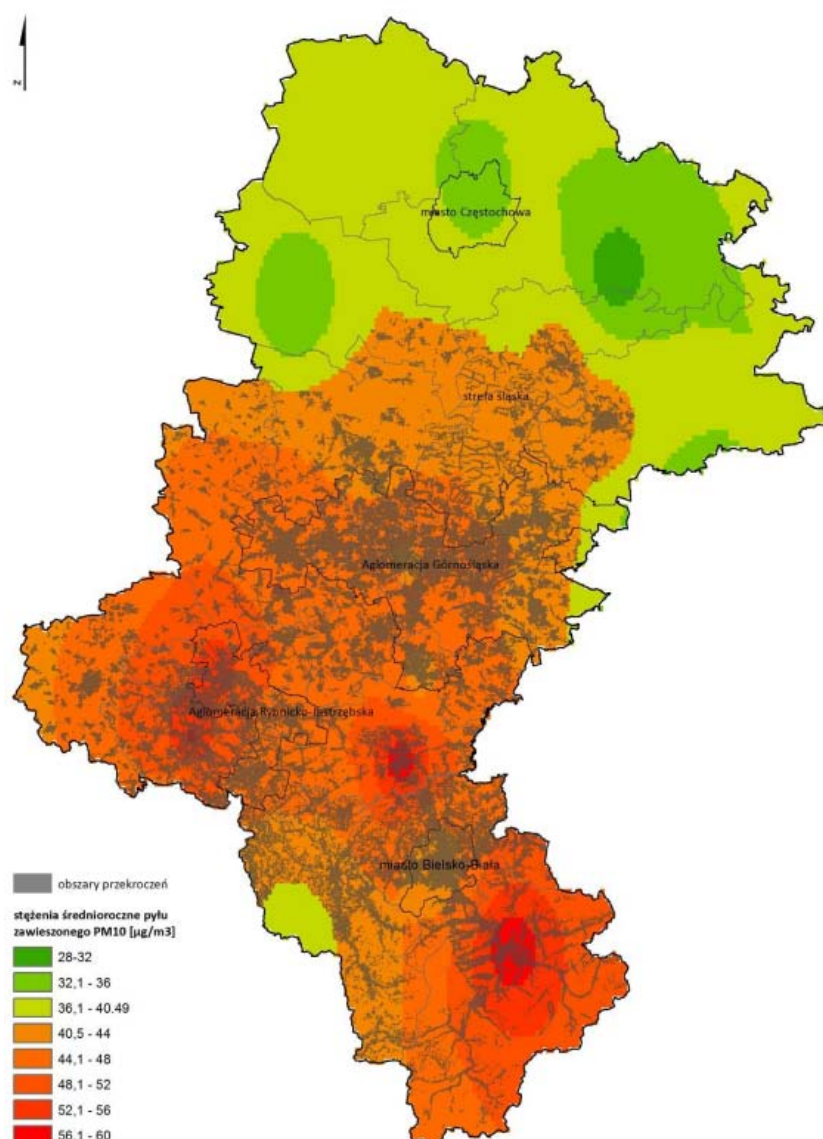 N
miasto Częstochowa
strefa śląska
Aglomeracja Górnośląska
Aglomeracja Rybnicko-Jastrzębska
miasto Bielsko-Biała
obszary przekroczeń
stężenia średnioroczne pyłu
zawieszonego PM10 [µg/m3]
28-32
32,1 - 36
36,1 - 40.49
40,5 - 44
44,1 - 48
48,1 - 52
52,1 - 56
56,1 - 60